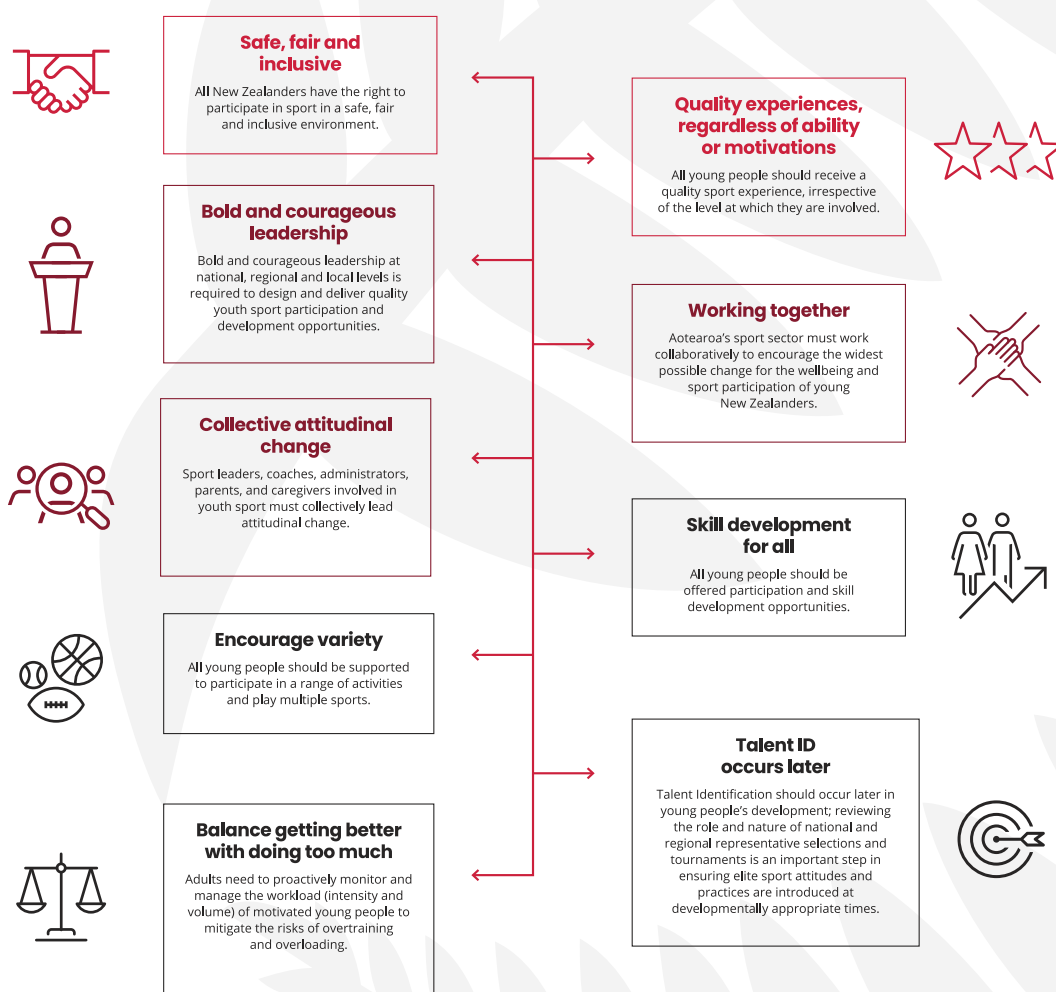 Safe, fair and
inclusive
All New Zealanders have the right to
participate in sport in a safe, fair
and inclusive environment.
Quality experiences,
regardless of ability
or motivations
All young people should receive a
quality sport experience, irrespective
of the level at which they are involved.
Bold and courageous
leadership
Bold and courageous leadership at
national, regional and local levels is
required to design and deliver quality
youth sport participation and
development opportunities.
Working together
Aotearoa’s sport sector must work
collaboratively to encourage the widest
possible change for the wellbeing and
sport participation of young
New Zealanders.
Collective attitudinal
change
Sport leaders, coaches, administrators,
parents, and caregivers involved in
youth sport must collectively lead
attitudinal change.
Skill development
for all
All young people should be
offered participation and skill
development opportunities.
Encourage variety
All young people should be supported
to participate in a range of activities
and play multiple sports.
Talent ID
occurs later
Talent Identification should occur later in
young people’s development; reviewing
the role and nature of national and
regional representative selections and
tournaments is an important step in
ensuring elite sport attitudes and
practices are introduced at
developmentally appropriate times.
Balance getting better
with doing too much
Adults need to proactively monitor and
manage the workload (intensity and
volume) of motivated young people to
mitigate the risks of overtraining
and overloading.